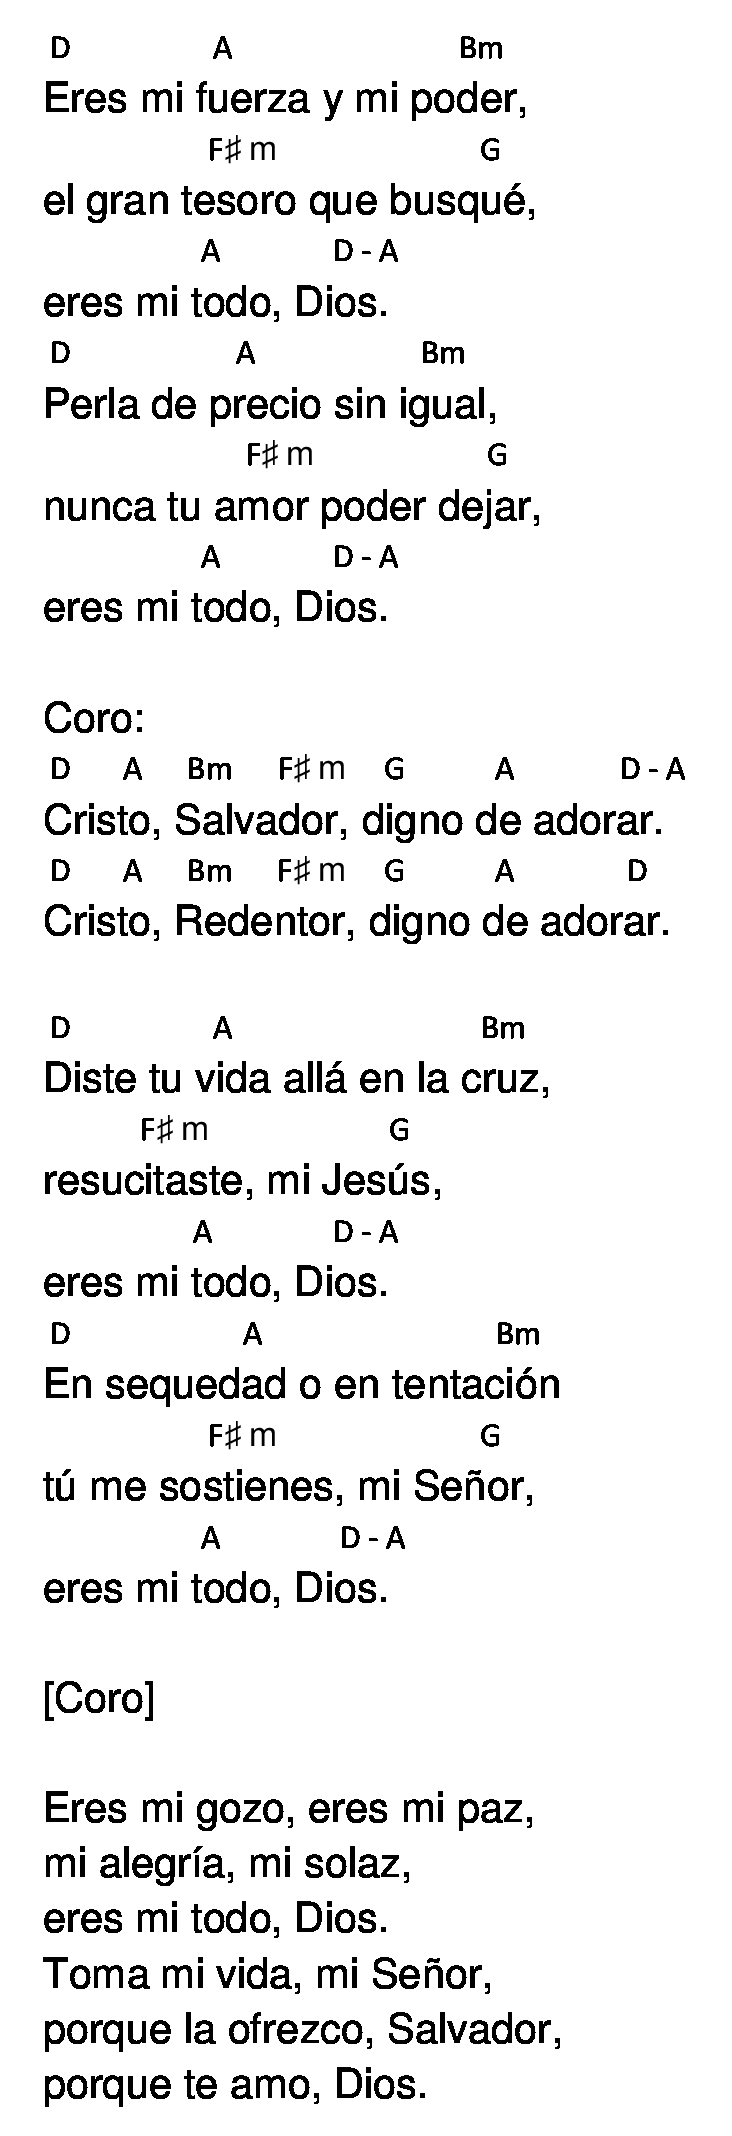 D A Bm
Eres mi fuerza y mi poder,
F♯m G
el gran tesoro que busqué,
A D - A
eres mi todo, Dios.
D A Bm
Perla de precio sin igual,
F♯m G
nunca tu amor poder dejar,
A D - A
eres mi todo, Dios.
Coro:
D A Bm F♯m G A D - A
Cristo, Salvador, digno de adorar.
D A Bm F♯m G A D
Cristo, Redentor, digno de adorar.
D A Bm
Diste tu vida allá en la cruz,
F♯m G
resucitaste, mi Jesús,
A D - A
eres mi todo, Dios.
D A Bm
En sequedad o en tentación
F♯m G
tú me sostienes, mi Señor,
A D - A
eres mi todo, Dios.
[Coro]
Eres mi gozo, eres mi paz,
mi alegría, mi solaz,
eres mi todo, Dios.
Toma mi vida, mi Señor,
porque la ofrezco, Salvador,
porque te amo, Dios.